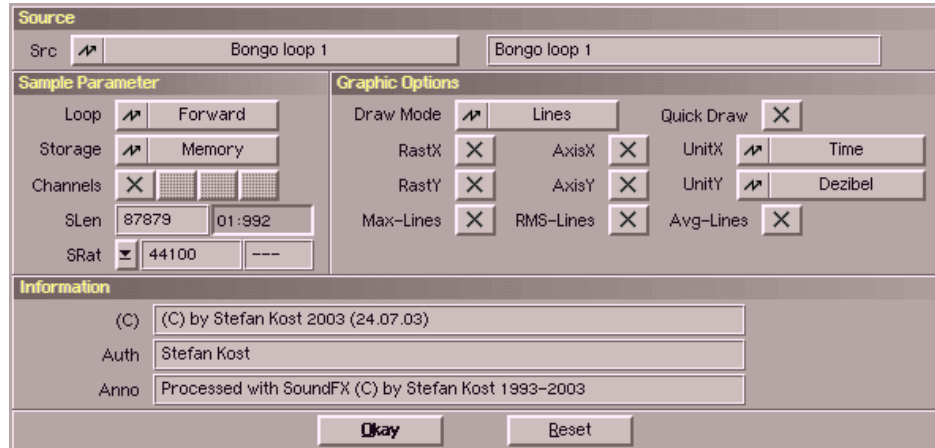 Source
Src Bongo loop 1 Bongo loop 1
Sample Parameter
Loop Forward
Storage Memory
Channels
SLen 87879 01:992
SRat 44100 ---
Graphic Options
Draw Mode Lines Quick Draw
RastX AxisX UnitX Time
RastY AxisY UnitY Dezibel
Max-Lines RMS-Lines Avg-Lines
Information
(C) (C) by Stefan Kost 2003 (24.07.03)
Auth Stefan Kost
Anno Processed with SoundFX (C) by Stefan Kost 1993-2003
Okay Reset